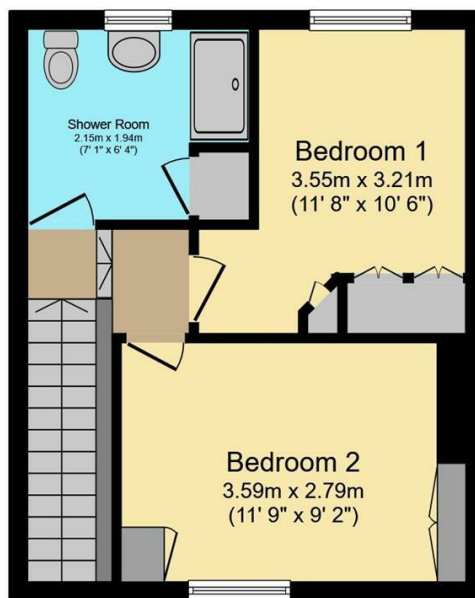 Shower Room
2.15m x 1.94m
(7' 1" x 6' 4")
Bedroom 1
3.55m x 3.21m
(11' 8" x 10' 6")
Bedroom 2
3.59m x 2.79m
(11' 9" x 9' 2")